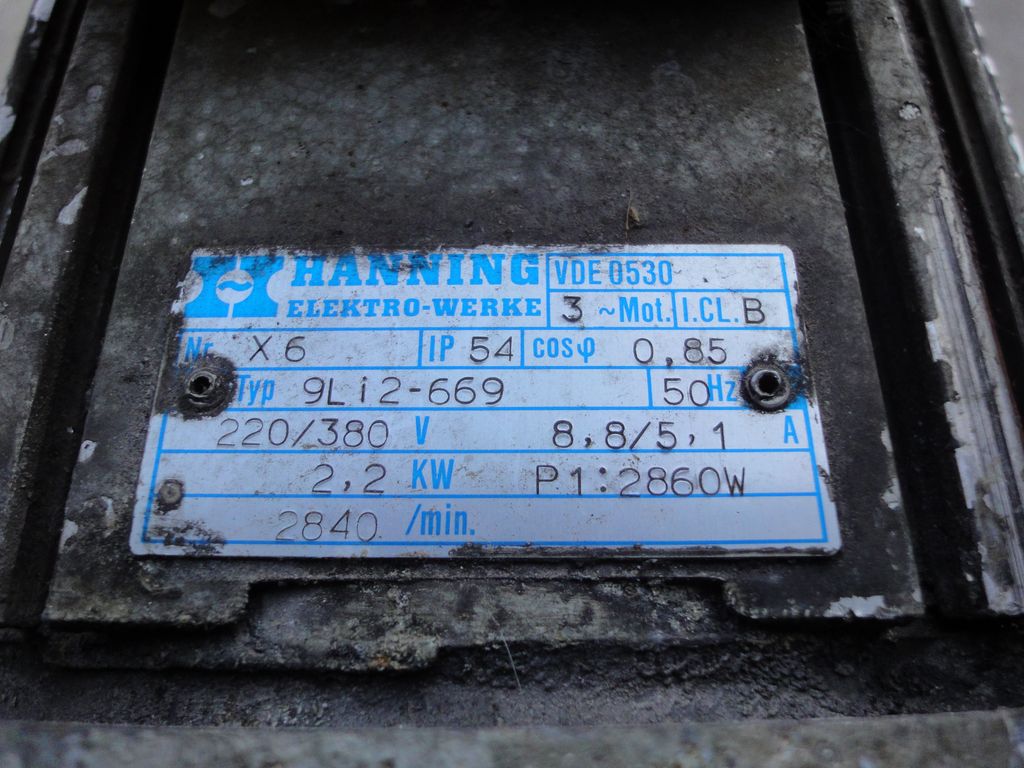 HANNING
ELEKTRO-WERKE
VDE 0530
3 ~Mot. I.CL. B
Nr. X6 IP 54 cosφ 0,85
Typ 9Li2-669 50 Hz
220/380 V 8,8/5,1 A
2,2 KW P1:2860W
2840 /min.